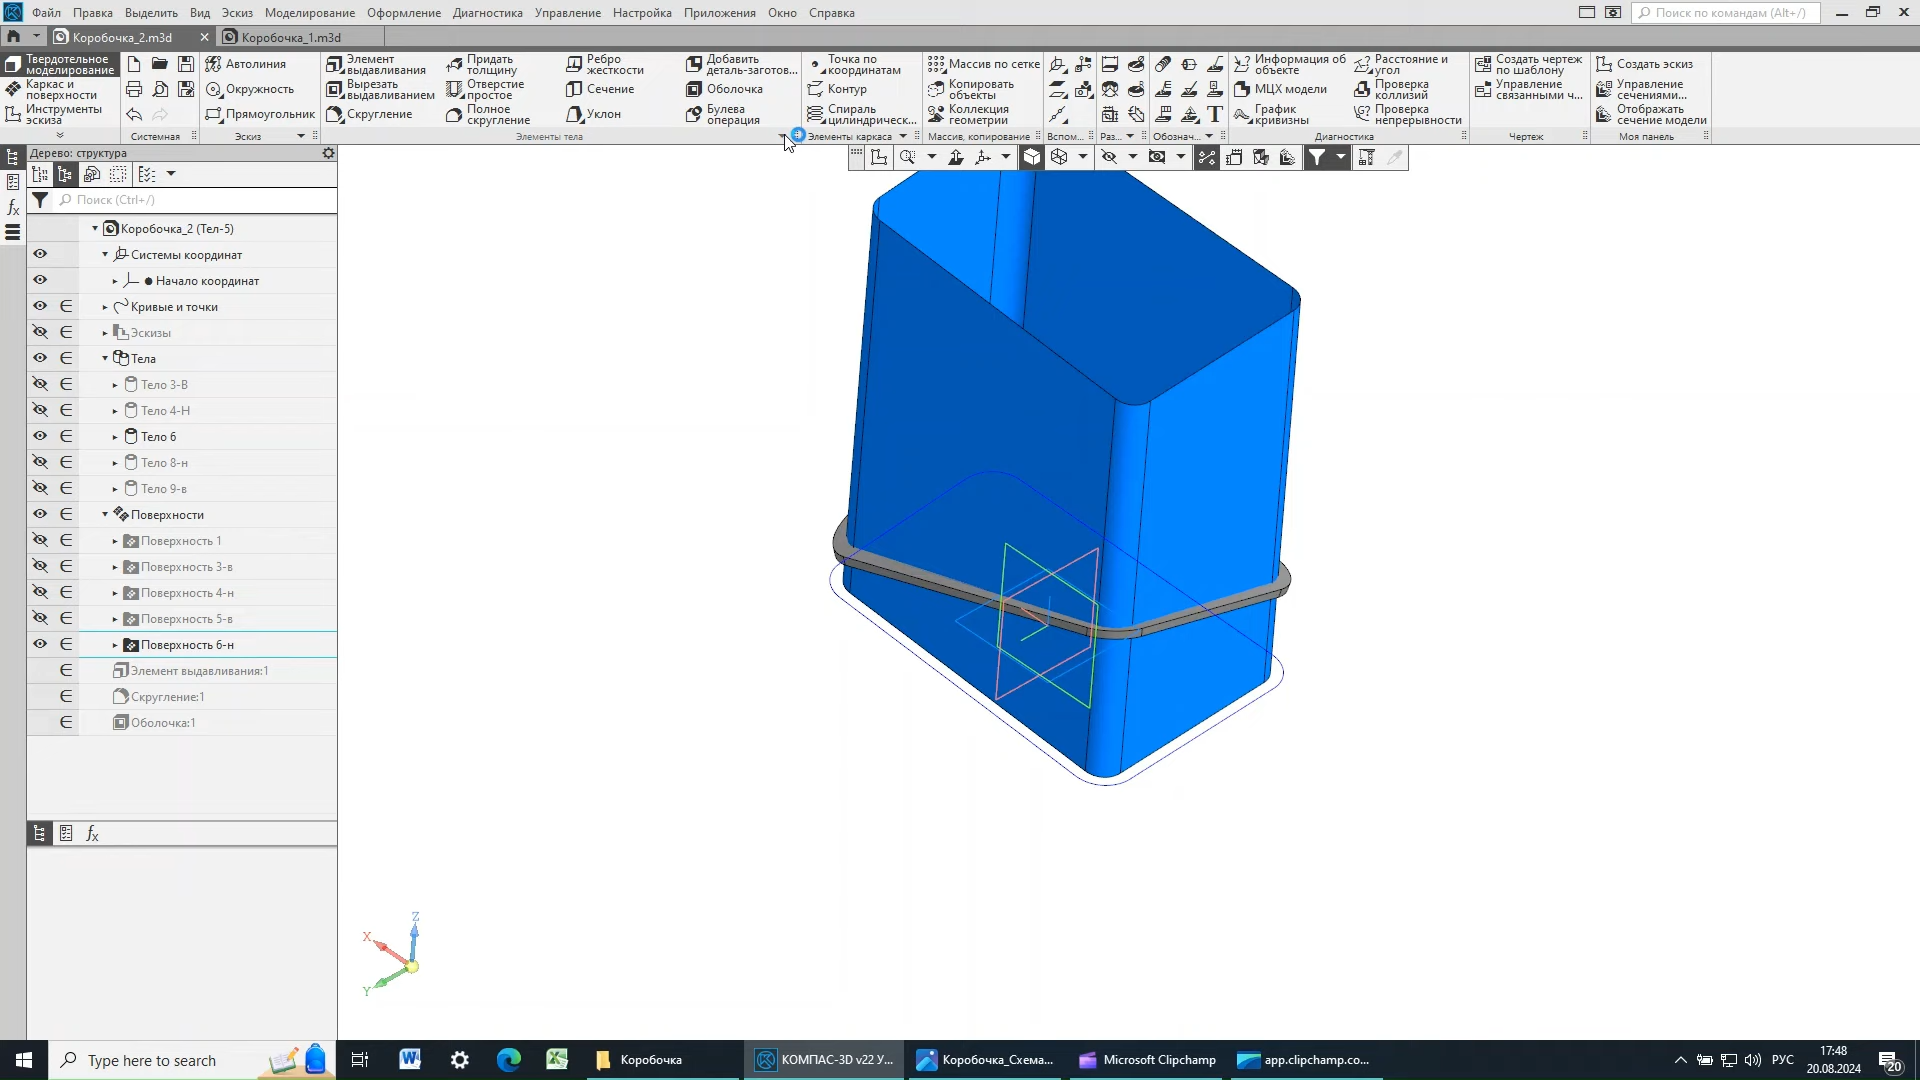 Файл Правка Выделить Вид Эскиз Моделирование Оформление Диагностика Управление Настройка Приложения Окно Справка
Поиск по командам (Alt+/)
Коробочка_2.m3d
Коробочка_1.m3d
Твердотельное моделирование
Каркас и поверхности
Инструменты эскиза
Системная
Автолиния
Окружность
Прямоугольник
Эскиз
Элемент выдавливания
Вырезать выдавливанием
Скругление
Придать толщину
Отверстие простое
Полное скругление
Ребро жесткости
Сечение
Уклон
Добавить деталь-заготов...
Оболочка
Булева операция
Элементы тела
Точка по координатам
Контур
Спираль цилиндрическ...
Элементы каркаса
Массив по сетке
Копировать объекты
Коллекция геометрии
Массив, копирование
Вспом...
Раз...
Обознач...
Информация об объекте
МЦХ модели
График кривизны
Расстояние и угол
Проверка коллизий
Проверка непрерывности
Диагностика
Создать чертеж по шаблону
Управление связанными ч...
Чертеж
Создать эскиз
Управление сечениями...
Отображать сечение модели
Моя панель
Дерево: структура
Поиск (Ctrl+/)
Коробочка_2 (Тел-5)
Системы координат
Начало координат
Кривые и точки
Эскизы
Тела
Тело 3-В
Тело 4-Н
Тело 6
Тело 8-н
Тело 9-в
Поверхности
Поверхность 1
Поверхность 3-в
Поверхность 4-н
Поверхность 5-в
Поверхность 6-н
Элемент выдавливания:1
Скругление:1
Оболочка:1
Z
X
Y
Type here to search
Коробочка
КОМПАС-3D v22 У...
Коробочка_Схема...
Microsoft Clipchamp
app.clipchamp.co...
РУС
17:48
20.08.2024
20